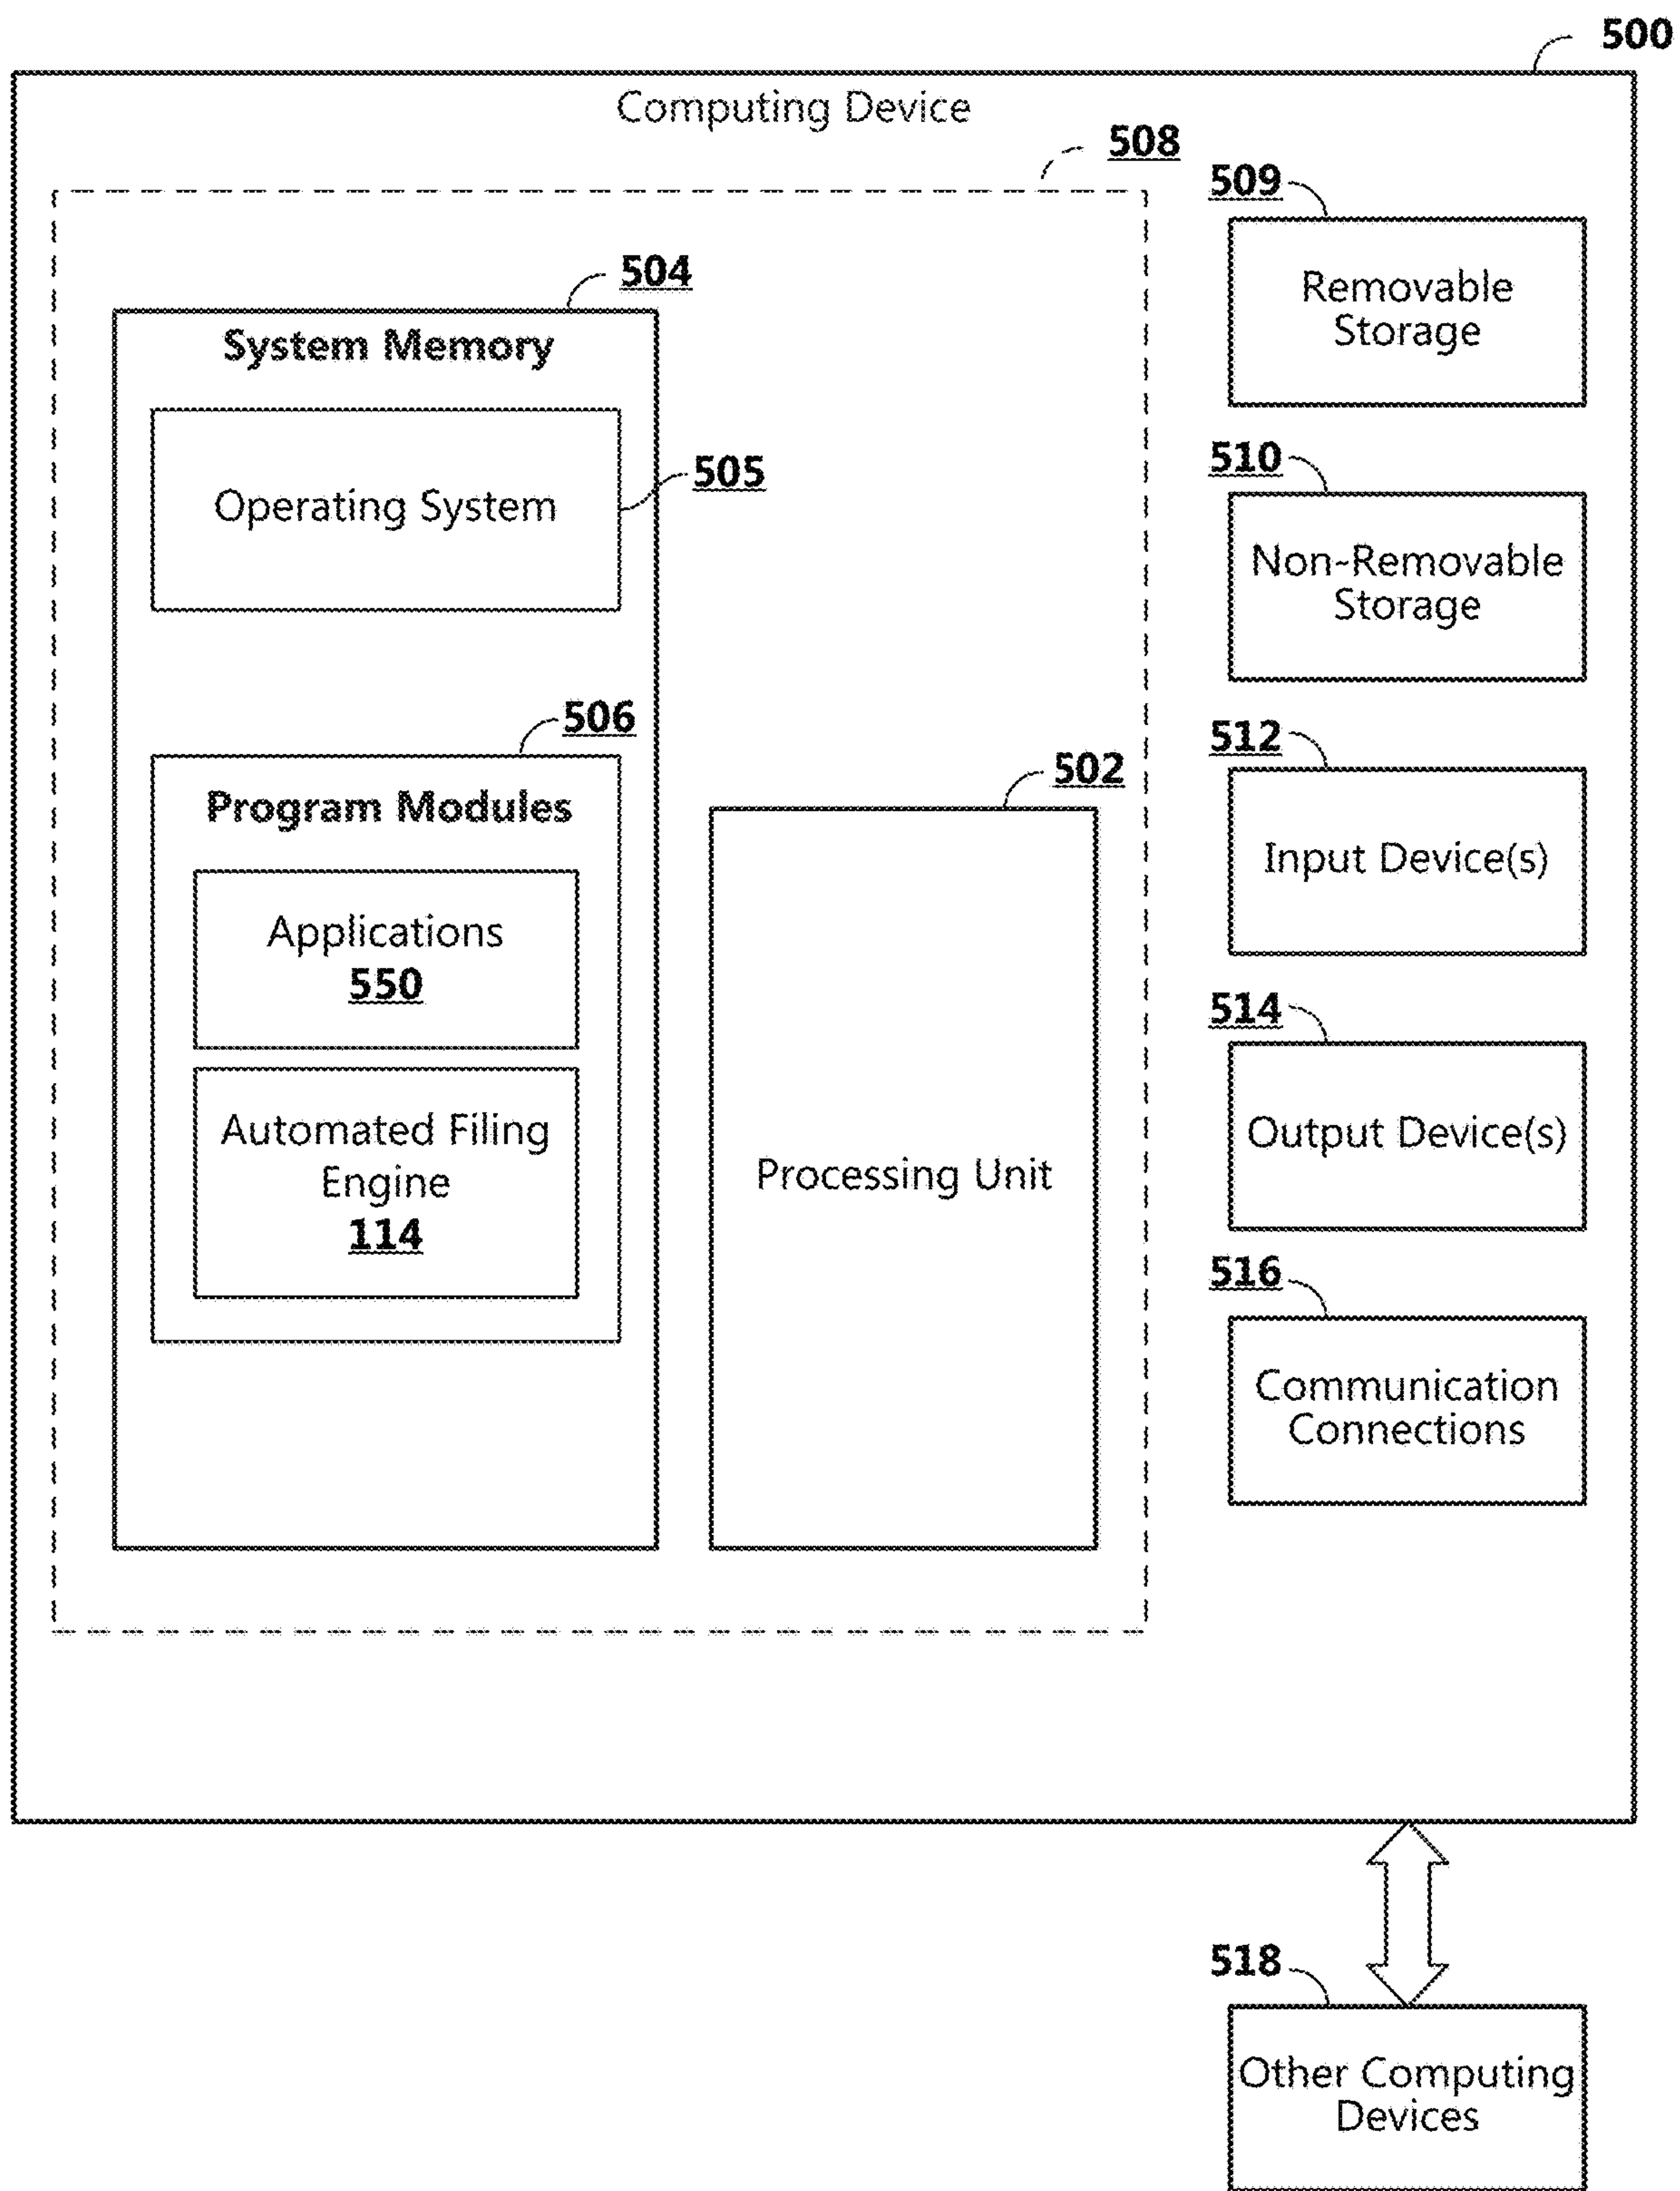 500
Computing Device
508
509
Removable
Storage
504
System Memory
Operating System
505
510
Non-Removable
Storage
506
Program Modules
Applications
550
Automated Filing
Engine
114
502
Processing Unit
512
Input Device(s)
514
Output Device(s)
516
Communication
Connections
518
Other Computing
Devices